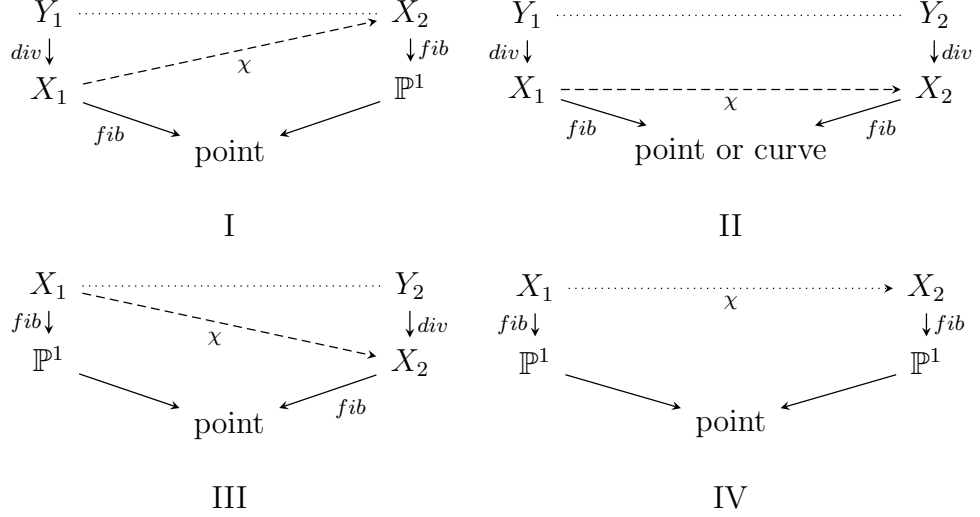 Y₁ X₂ Y₁ Y₂
div fib div div
X₁ χ ℙ¹ X₁ χ X₂
fib fib fib
point point or curve
I II
X₁ Y₂ X₁ χ X₂
fib χ div fib fib
ℙ¹ X₂ ℙ¹ ℙ¹
fib
point point
III IV